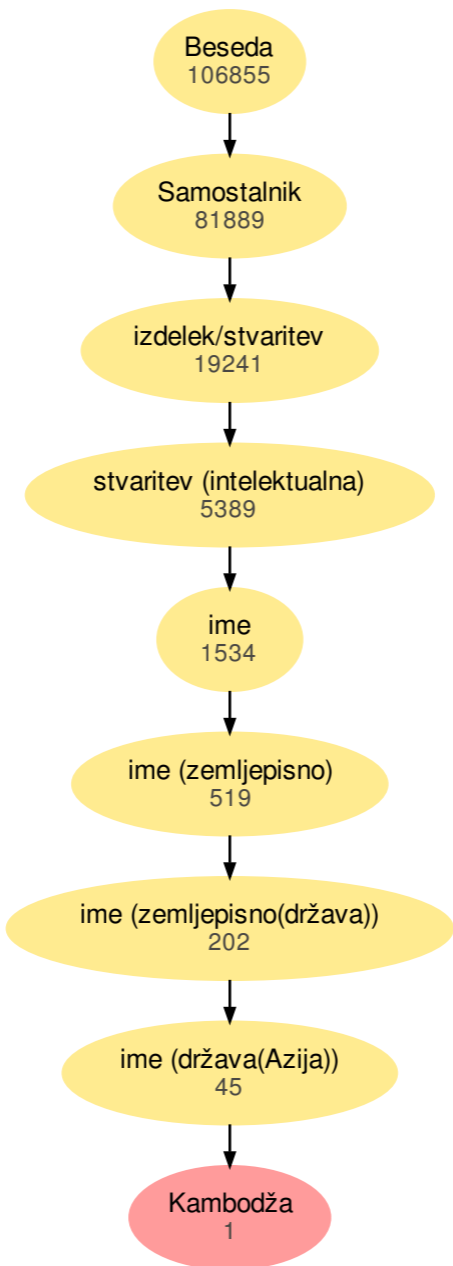 Beseda
106855
Samostalnik
81889
izdelek/stvaritev
19241
stvaritev (intelektualna)
5389
ime
1534
ime (zemljepisno)
519
ime (zemljepisno(država))
202
ime (država(Azija))
45
Kambodža
1